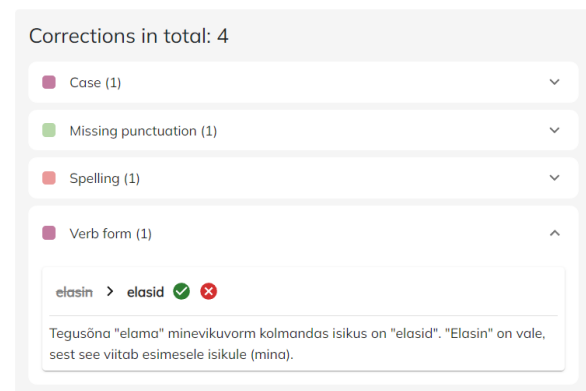 Corrections in total: 4
Case (1)
Missing punctuation (1)
Spelling (1)
Verb form (1)
elasin > elasid
Tegusõna "elama" minevikuvorm kolmandas isikus on "elasid". "Elasin" on vale,
sest see viitab esimesele isikule (mina).